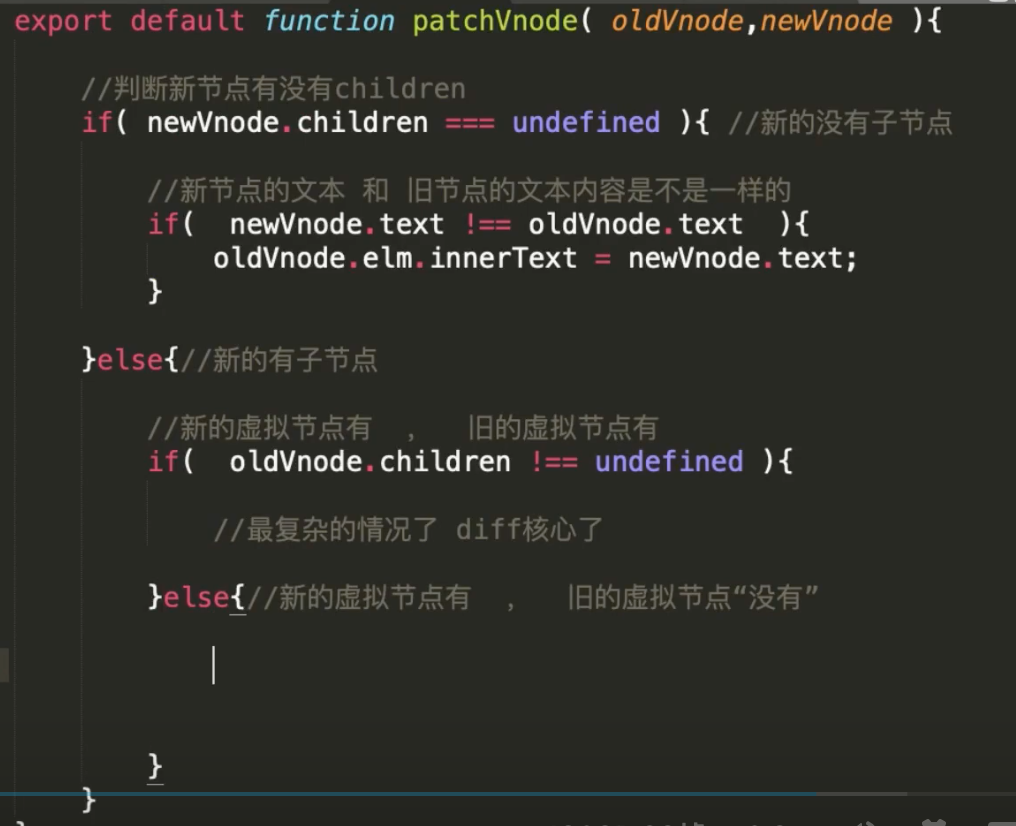 export default function patchVnode( oldVnode,newVnode ){
//判断新节点有没有children
if( newVnode.children === undefined ){ //新的没有子节点
//新节点的文本 和 旧节点的文本内容是不是一样的
if(  newVnode.text !== oldVnode.text  ){
oldVnode.elm.innerText = newVnode.text;
}
}else{//新的有子节点
//新的虚拟节点有  ，  旧的虚拟节点有
if(  oldVnode.children !== undefined ){
//最复杂的情况了 diff核心了
}else{//新的虚拟节点有  ，  旧的虚拟节点“没有”
}
}